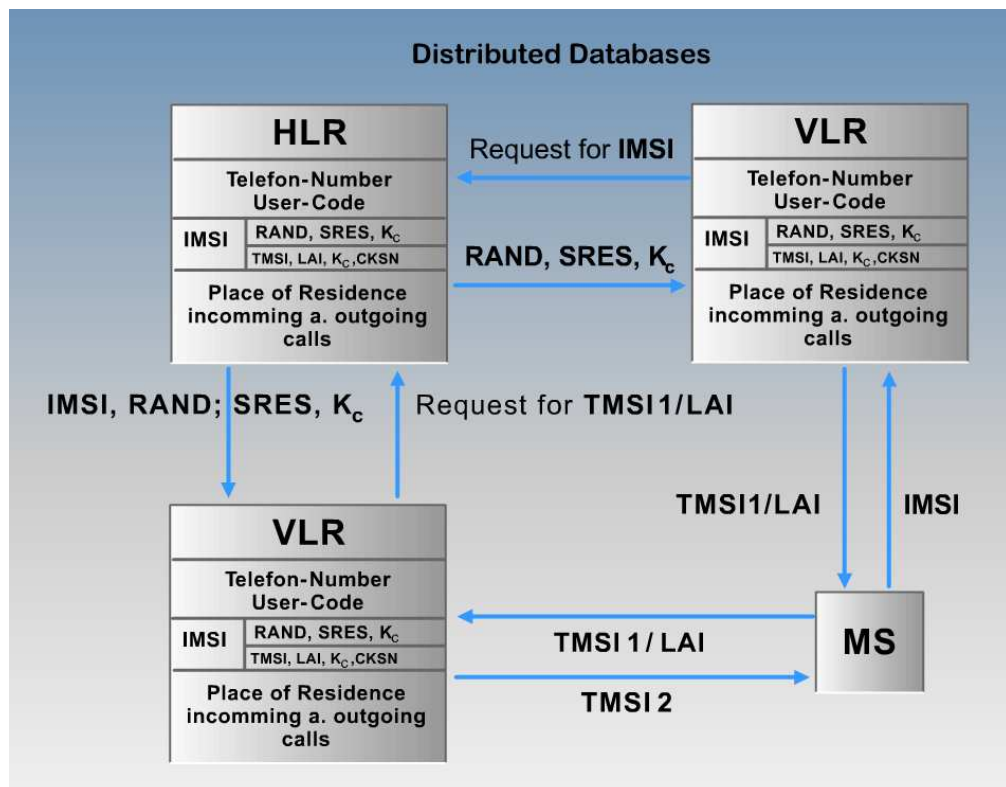 Distributed Databases
HLR
Telefon-Number
User-Code
IMSI
RAND, SRES, Kc
TMSI, LAI, Kc,CKSN
Place of Residence
incomming a. outgoing
calls
Request for IMSI
RAND, SRES, Kc
VLR
Telefon-Number
User-Code
IMSI
RAND, SRES, Kc
TMSI, LAI, Kc,CKSN
Place of Residence
incomming a. outgoing
calls
IMSI, RAND; SRES, Kc
Request for TMSI 1/LAI
TMSI1/LAI
IMSI
VLR
Telefon-Number
User-Code
IMSI
RAND, SRES, Kc
TMSI, LAI, Kc,CKSN
Place of Residence
incomming a. outgoing
calls
TMSI 1/ LAI
TMSI 2
MS